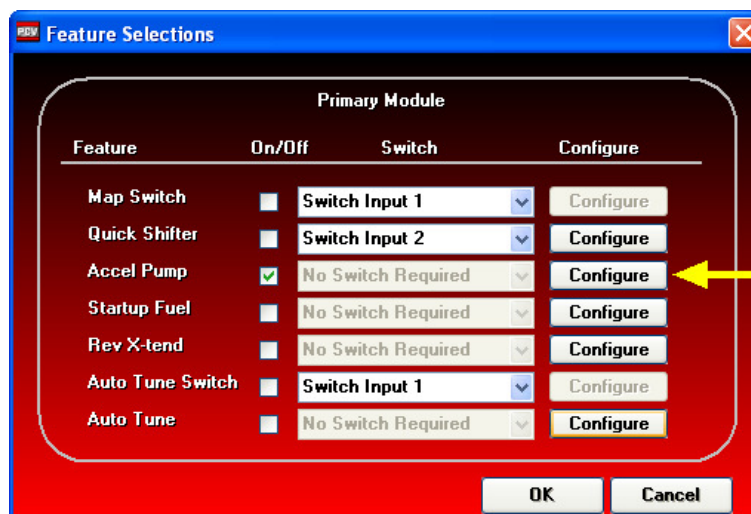 PCV Feature Selections
Primary Module
Feature On/Off Switch Configure
Map Switch Switch Input 1 Configure
Quick Shifter Switch Input 2 Configure
Accel Pump No Switch Required Configure
Startup Fuel No Switch Required Configure
Rev X-tend No Switch Required Configure
Auto Tune Switch Switch Input 1 Configure
Auto Tune No Switch Required Configure
OK Cancel